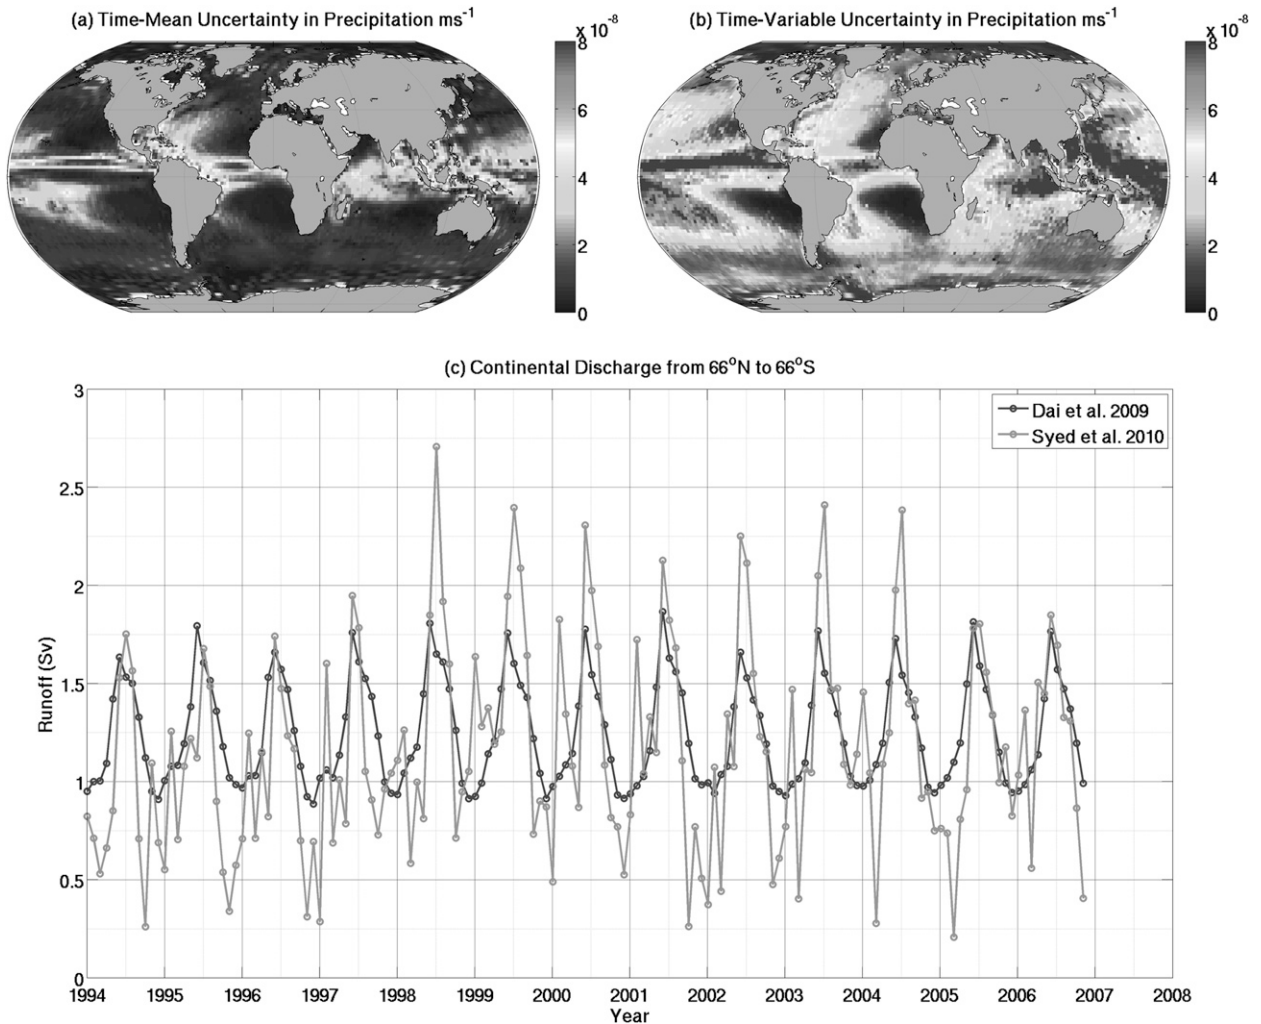 (a) Time-Mean Uncertainty in Precipitation ms⁻¹
x 10⁻⁸
8
6
4
2
0
(b) Time-Variable Uncertainty in Precipitation ms⁻¹
x 10⁻⁸
8
6
4
2
0
(c) Continental Discharge from 66°N to 66°S
Runoff (Sv)
3
2.5
2
1.5
1
0.5
0
Dai et al. 2009
Syed et al. 2010
1994 1995 1996 1997 1998 1999 2000 2001 2002 2003 2004 2005 2006 2007 2008
Year